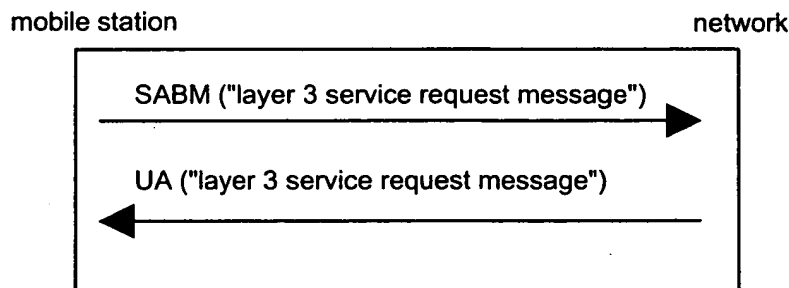 mobile station
network
SABM ("layer 3 service request message")
UA ("layer 3 service request message")